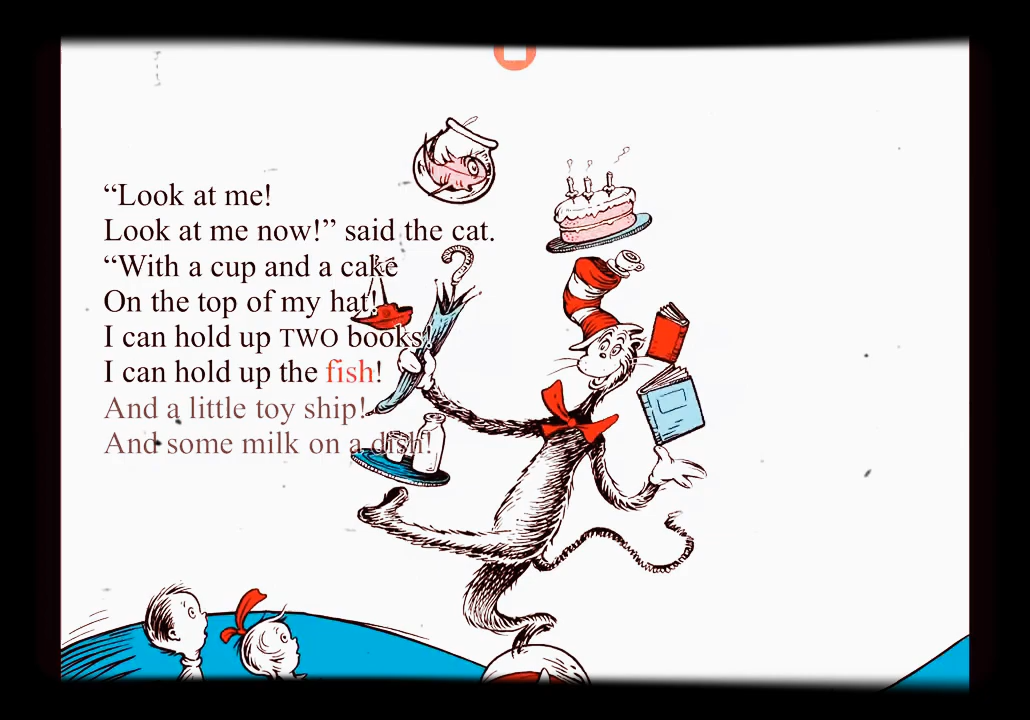 “Look at me!
Look at me now!” said the cat.
“With a cup and a cake
On the top of my hat!
I can hold up TWO books!
I can hold up the fish!
And a little toy ship!
And some milk on a dish!